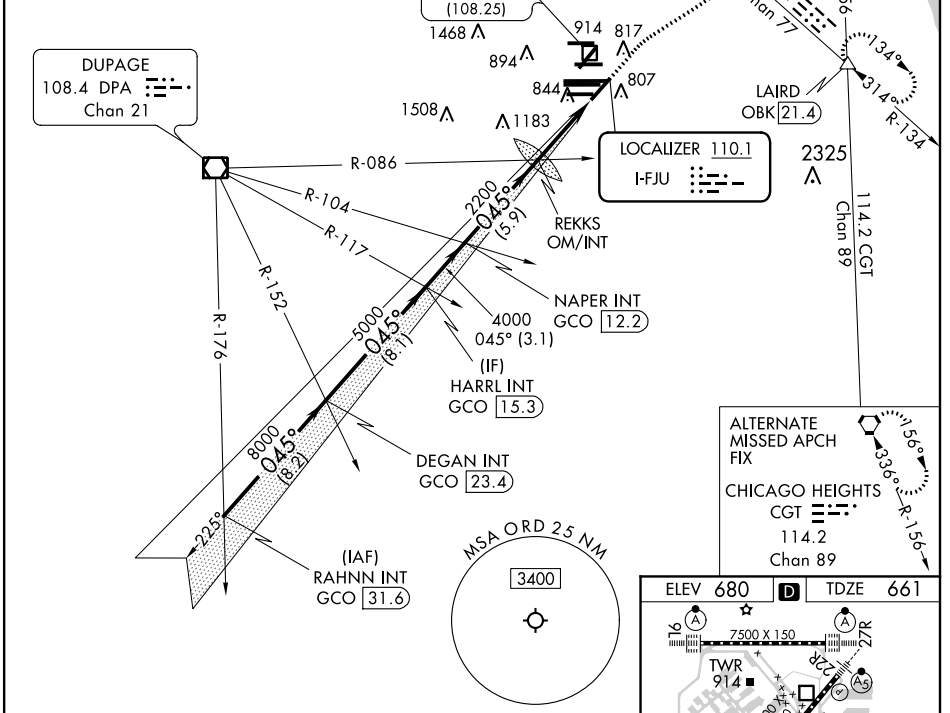 (108.25)
1468
914
817
894
844
807
1508
1183
DUPAGE
108.4 DPA
Chan 21
Chan 77
134°
314°
R-134
LAIRD
OBK 21.4
2325
114.2 CGT
Chan 89
LOCALIZER 110.1
I-FJU
R-086
R-104
R-117
R-152
R-176
2200
045°
(5.9)
REKKS
OM/INT
NAPER INT
GCO 12.2
4000
045° (3.1)
5000
045°
(8.1)
(IF)
HARRL INT
GCO 15.3
8000
045°
(8.2)
DEGAN INT
GCO 23.4
225°
(IAF)
RAHNN INT
GCO 31.6
MSA ORD 25 NM
3400
ALTERNATE
MISSED APCH
FIX
CHICAGO HEIGHTS
CGT
114.2
Chan 89
156°
336°
R-156
ELEV 680
D
TDZE 661
A
A
9L
7500 X 150
27R
22R
TWR
914
A5
P